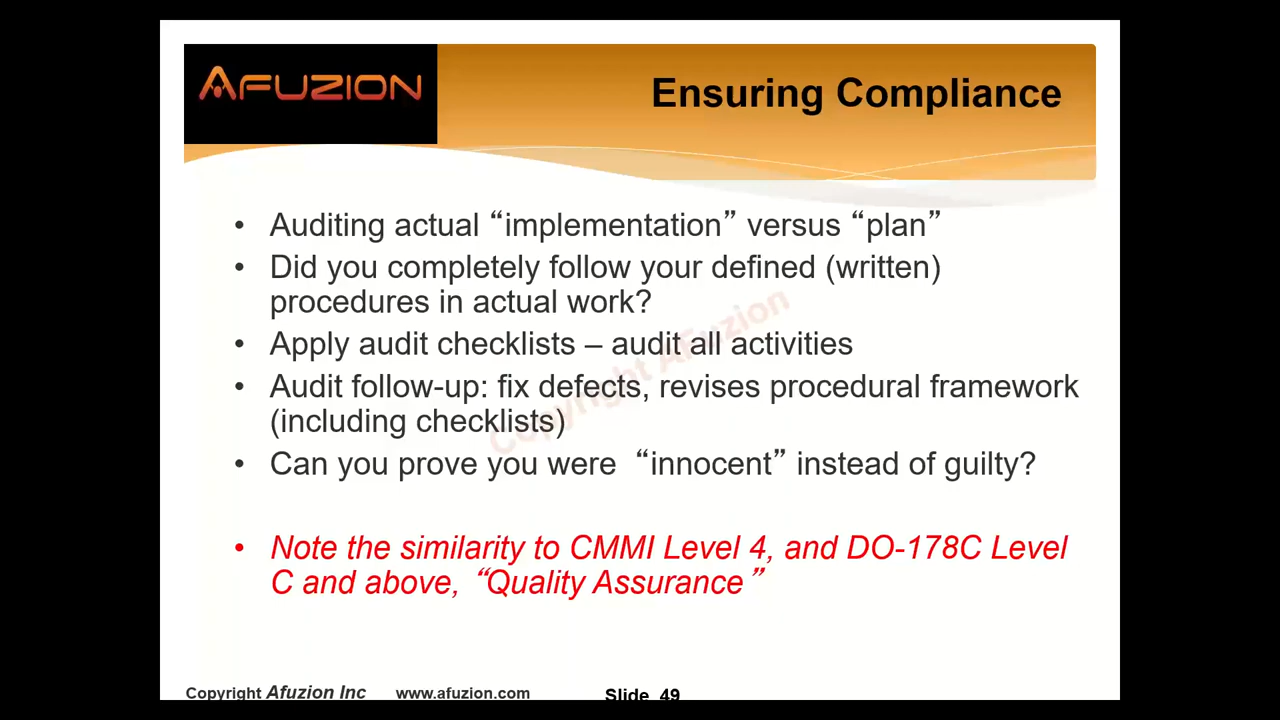 AFUZION
Ensuring Compliance
• Auditing actual “implementation” versus “plan”
• Did you completely follow your defined (written)
procedures in actual work?
• Apply audit checklists – audit all activities
• Audit follow-up: fix defects, revises procedural framework
(including checklists)
• Can you prove you were “innocent” instead of guilty?
• Note the similarity to CMMI Level 4, and DO-178C Level
C and above, “Quality Assurance”
Copyright AFuzion
Copyright Afuzion Inc www.afuzion.com Slide 49